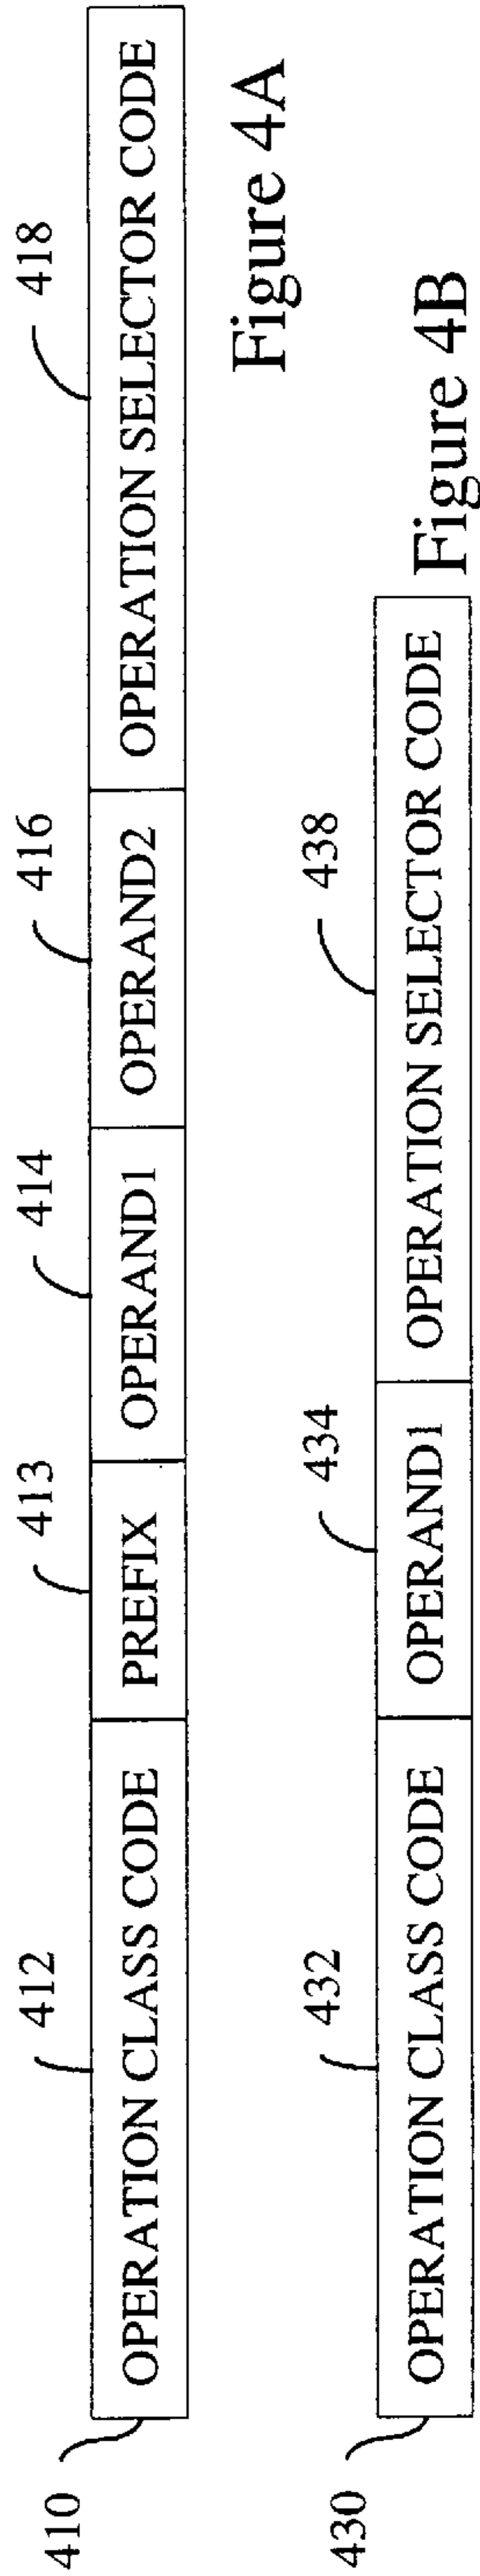 412 413 414 416 418
410
OPERATION CLASS CODE PREFIX OPERAND1 OPERAND2 OPERATION SELECTOR CODE
Figure 4A
432 434 438
430
OPERATION CLASS CODE OPERAND1 OPERATION SELECTOR CODE
Figure 4B